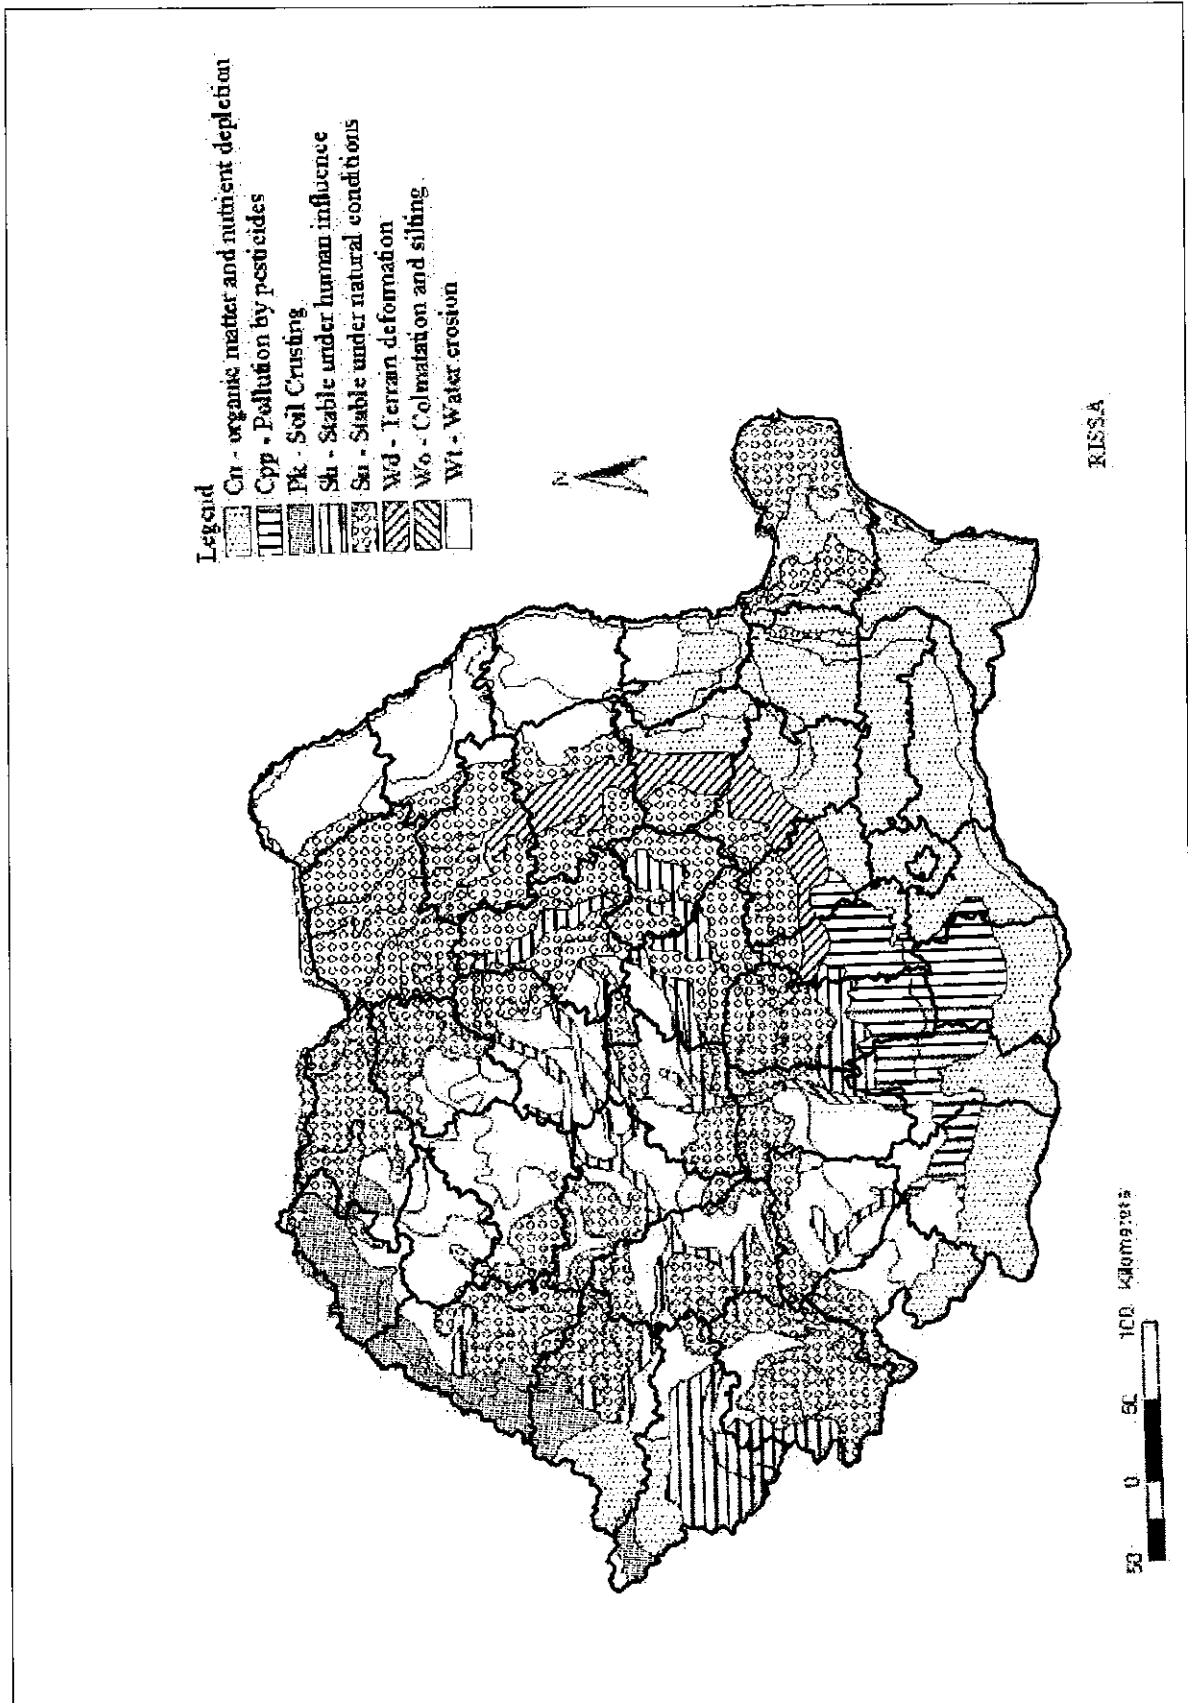 Legend
Cn - organic matter and nutrient depletion
Cpp - Pollution by pesticides
Pk - Soil Crusting
Sh - Stable under human influence
Sn - Stable under natural conditions
Wd - Terrain deformation
Wo - Colmatation and silting
Wt - Water erosion
N
RISSA
50 0 50 100 Kilometers